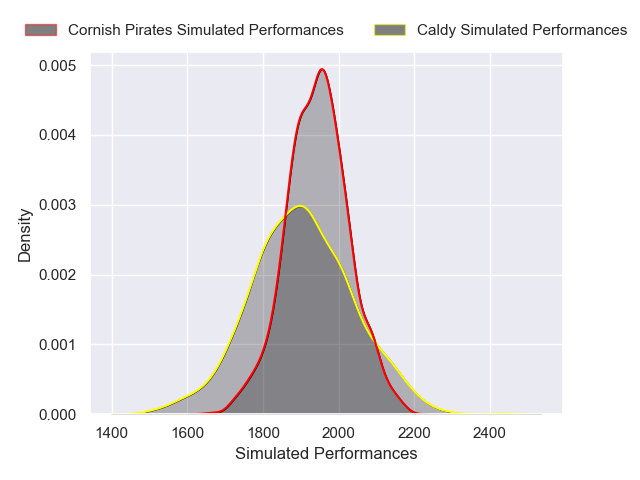 Cornish Pirates Simulated Performances
Caldy Simulated Performances
0.005
0.004
0.003
0.002
0.001
0.000
Density
1400 1600 1800 2000 2200 2400
Simulated Performances